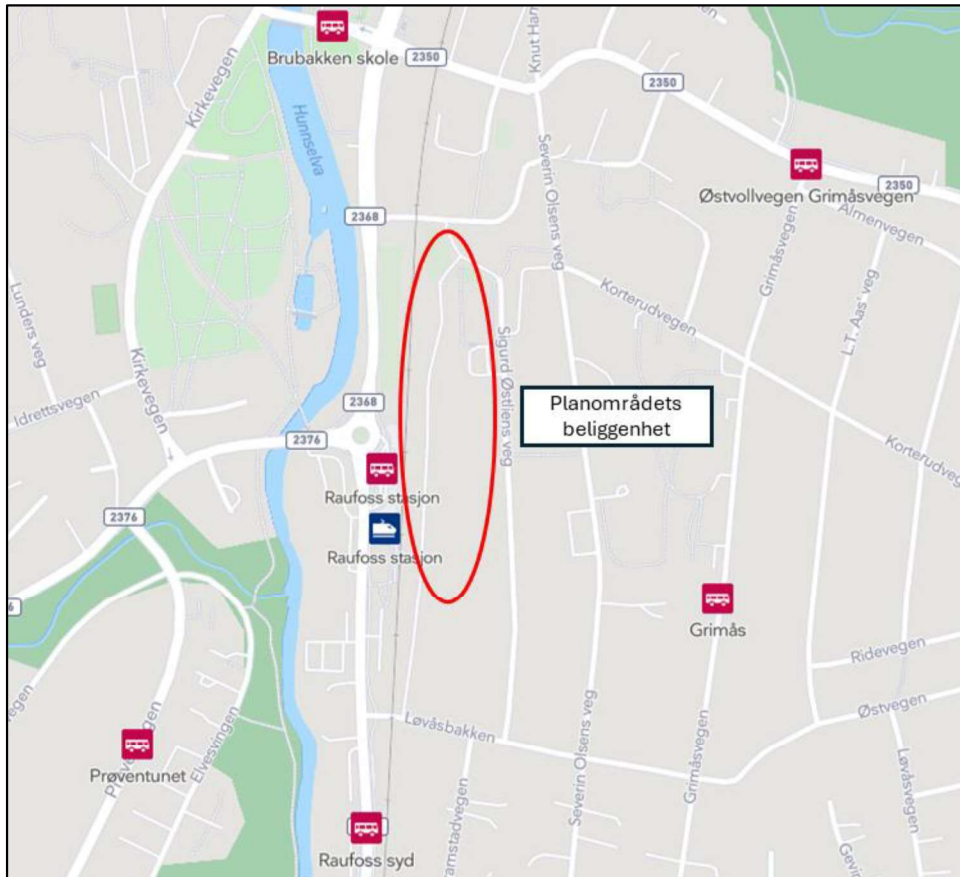 Brubakken skole
2350
Knut Ham
Kirkevegen
Hunnselva
2350
Severin Olsens veg
Østvollvegen Grimåsvegen
2350
Almenvegen
2368
Grimåsvegen
L.T. Aas' veg
Korterudvegen
Lunders veg
Kirkevegen
Sigurd Østliens veg
Idrettsvegen
2368
Planområdets
beliggenhet
2376
Korterudveg
Raufoss stasjon
2376
Raufoss stasjon
6
Grimås
Ridevegen
Østvegen
Løvåsbakken
Severin Olsens veg
Grimåsvegen
Løvåsvegen
Elvesvingen
Prøventunet
Raufoss syd